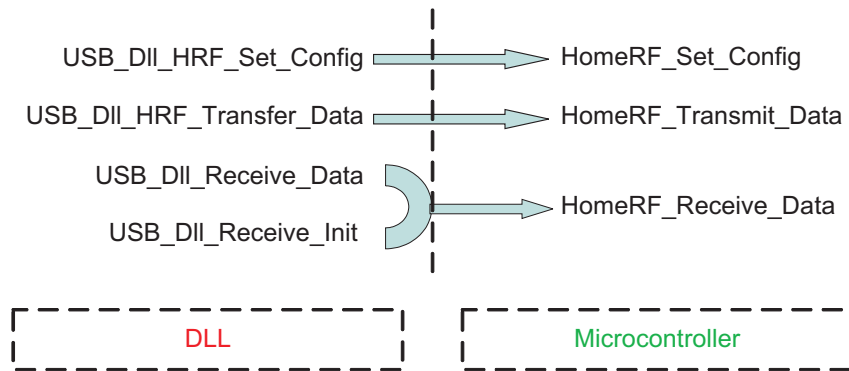 USB_Dll_HRF_Set_Config HomeRF_Set_Config
USB_Dll_HRF_Transfer_Data HomeRF_Transmit_Data
USB_Dll_Receive_Data
HomeRF_Receive_Data
USB_Dll_Receive_Init
DLL Microcontroller